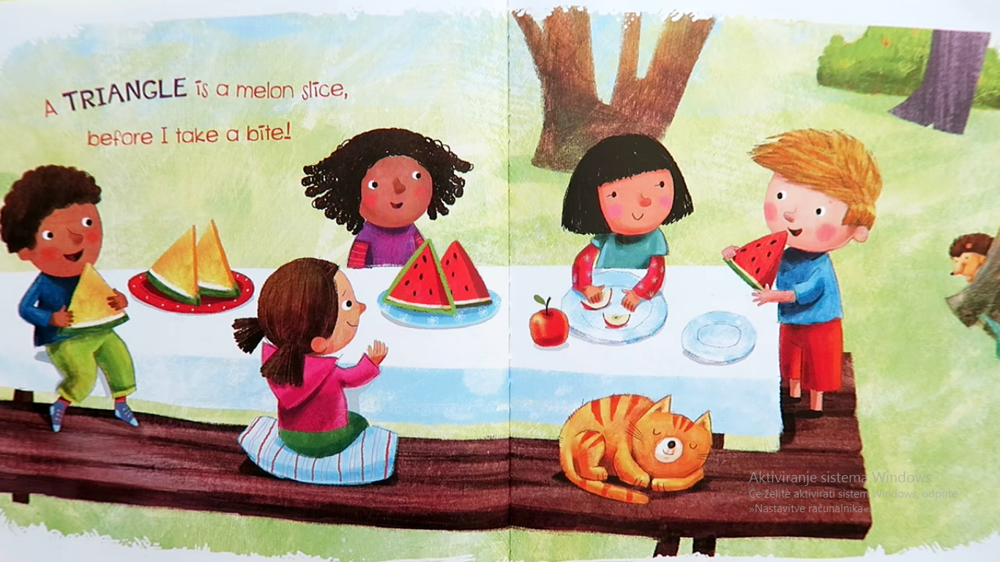 A TRIANGLE is a melon slice,
before I take a bite!
Aktiviranje sistema Windows
Če želite aktivirati sistem Windows, odprite
»Nastavitve računalnika«.